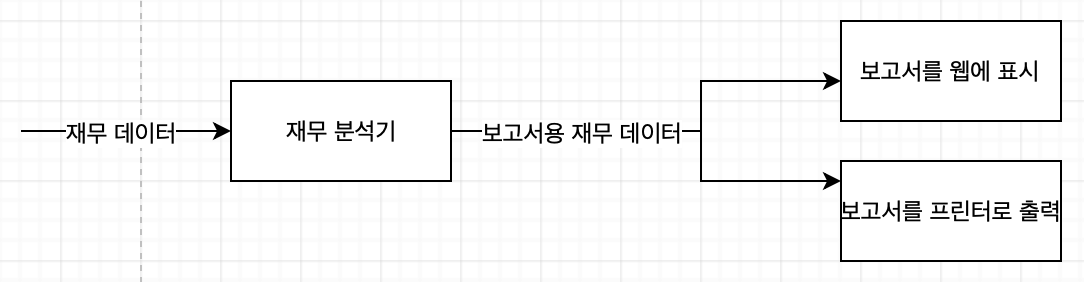 재무 데이터
재무 분석기
보고서용 재무 데이터
보고서를 웹에 표시
보고서를 프린터로 출력